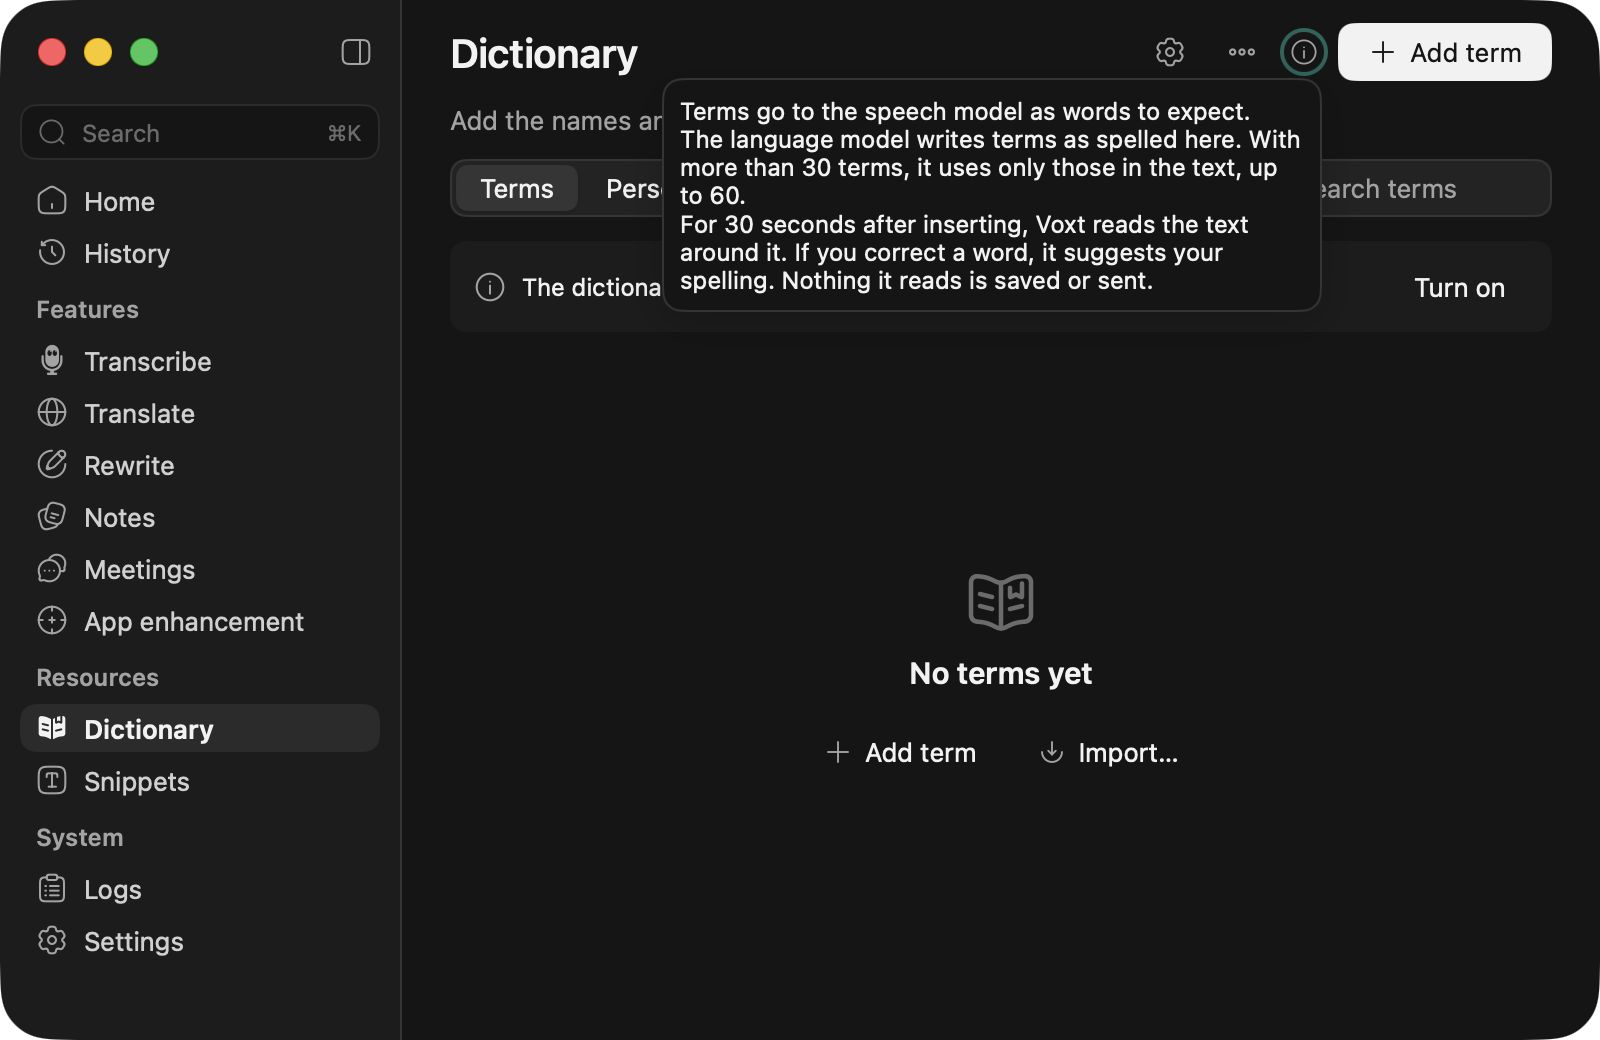 Dictionary
Add term
Search ⌘K
Add the names
Terms go to the speech model as words to expect.
The language model writes terms as spelled here. With
more than 30 terms, it uses only those in the text, up
to 60.
For 30 seconds after inserting, Voxt reads the text
around it. If you correct a word, it suggests your
spelling. Nothing it reads is saved or sent.
Terms
earch terms
The
Turn on
Home
History
Features
Transcribe
Translate
Rewrite
Notes
Meetings
App enhancement
Resources
Dictionary
Snippets
System
Logs
Settings
No terms yet
Add term Import...